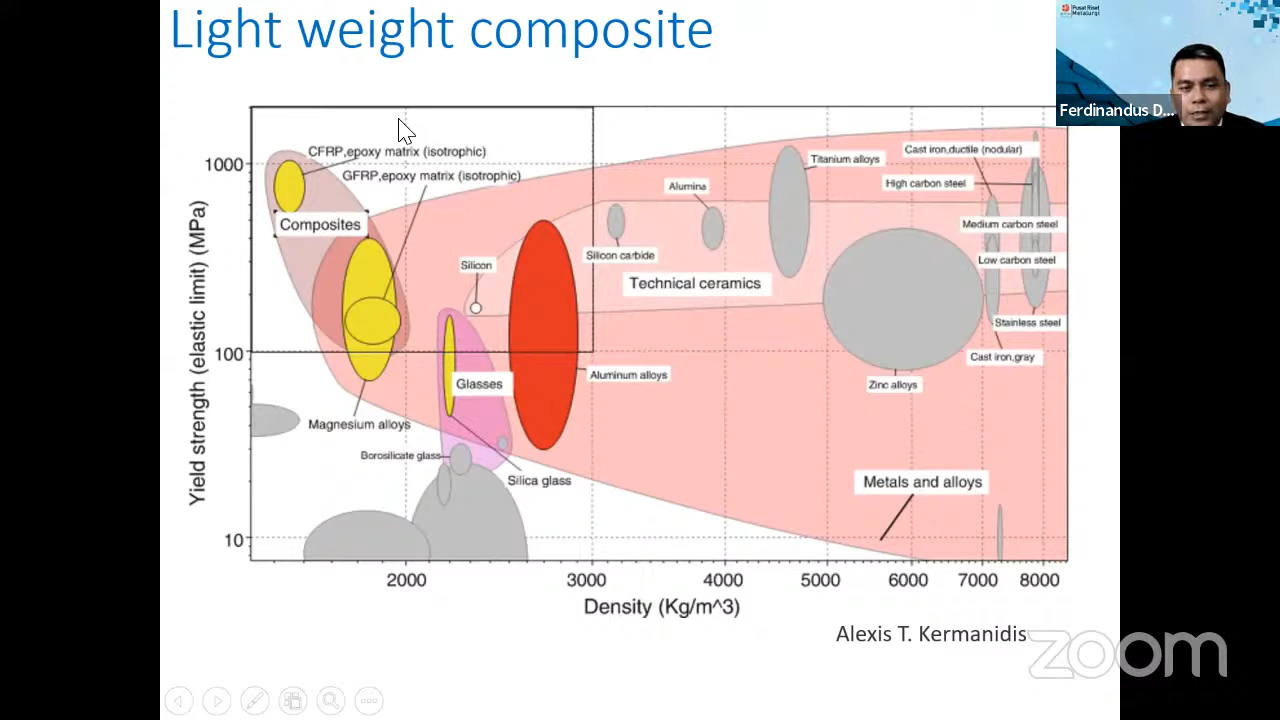 Light weight composite
Pusat Riset
Metalurgi
Ferdinandus D...
CFRP,epoxy matrix (isotrophic)
GFRP,epoxy matrix (isotrophic)
Composites
Silicon
Alumina
Silicon carbide
Titanium alloys
Technical ceramics
Cast iron,ductile (nodular)
High carbon steel
Medium carbon steel
Low carbon steel
Stainless steel
Cast iron,gray
Zinc alloys
Aluminum alloys
Glasses
Magnesium alloys
Borosilicate glass
Silica glass
Metals and alloys
Yield strength (elastic limit) (MPa)
1000
100
10
2000 3000 4000 5000 6000 7000 8000
Density (Kg/m^3)
Alexis T. Kermanidis
zoom